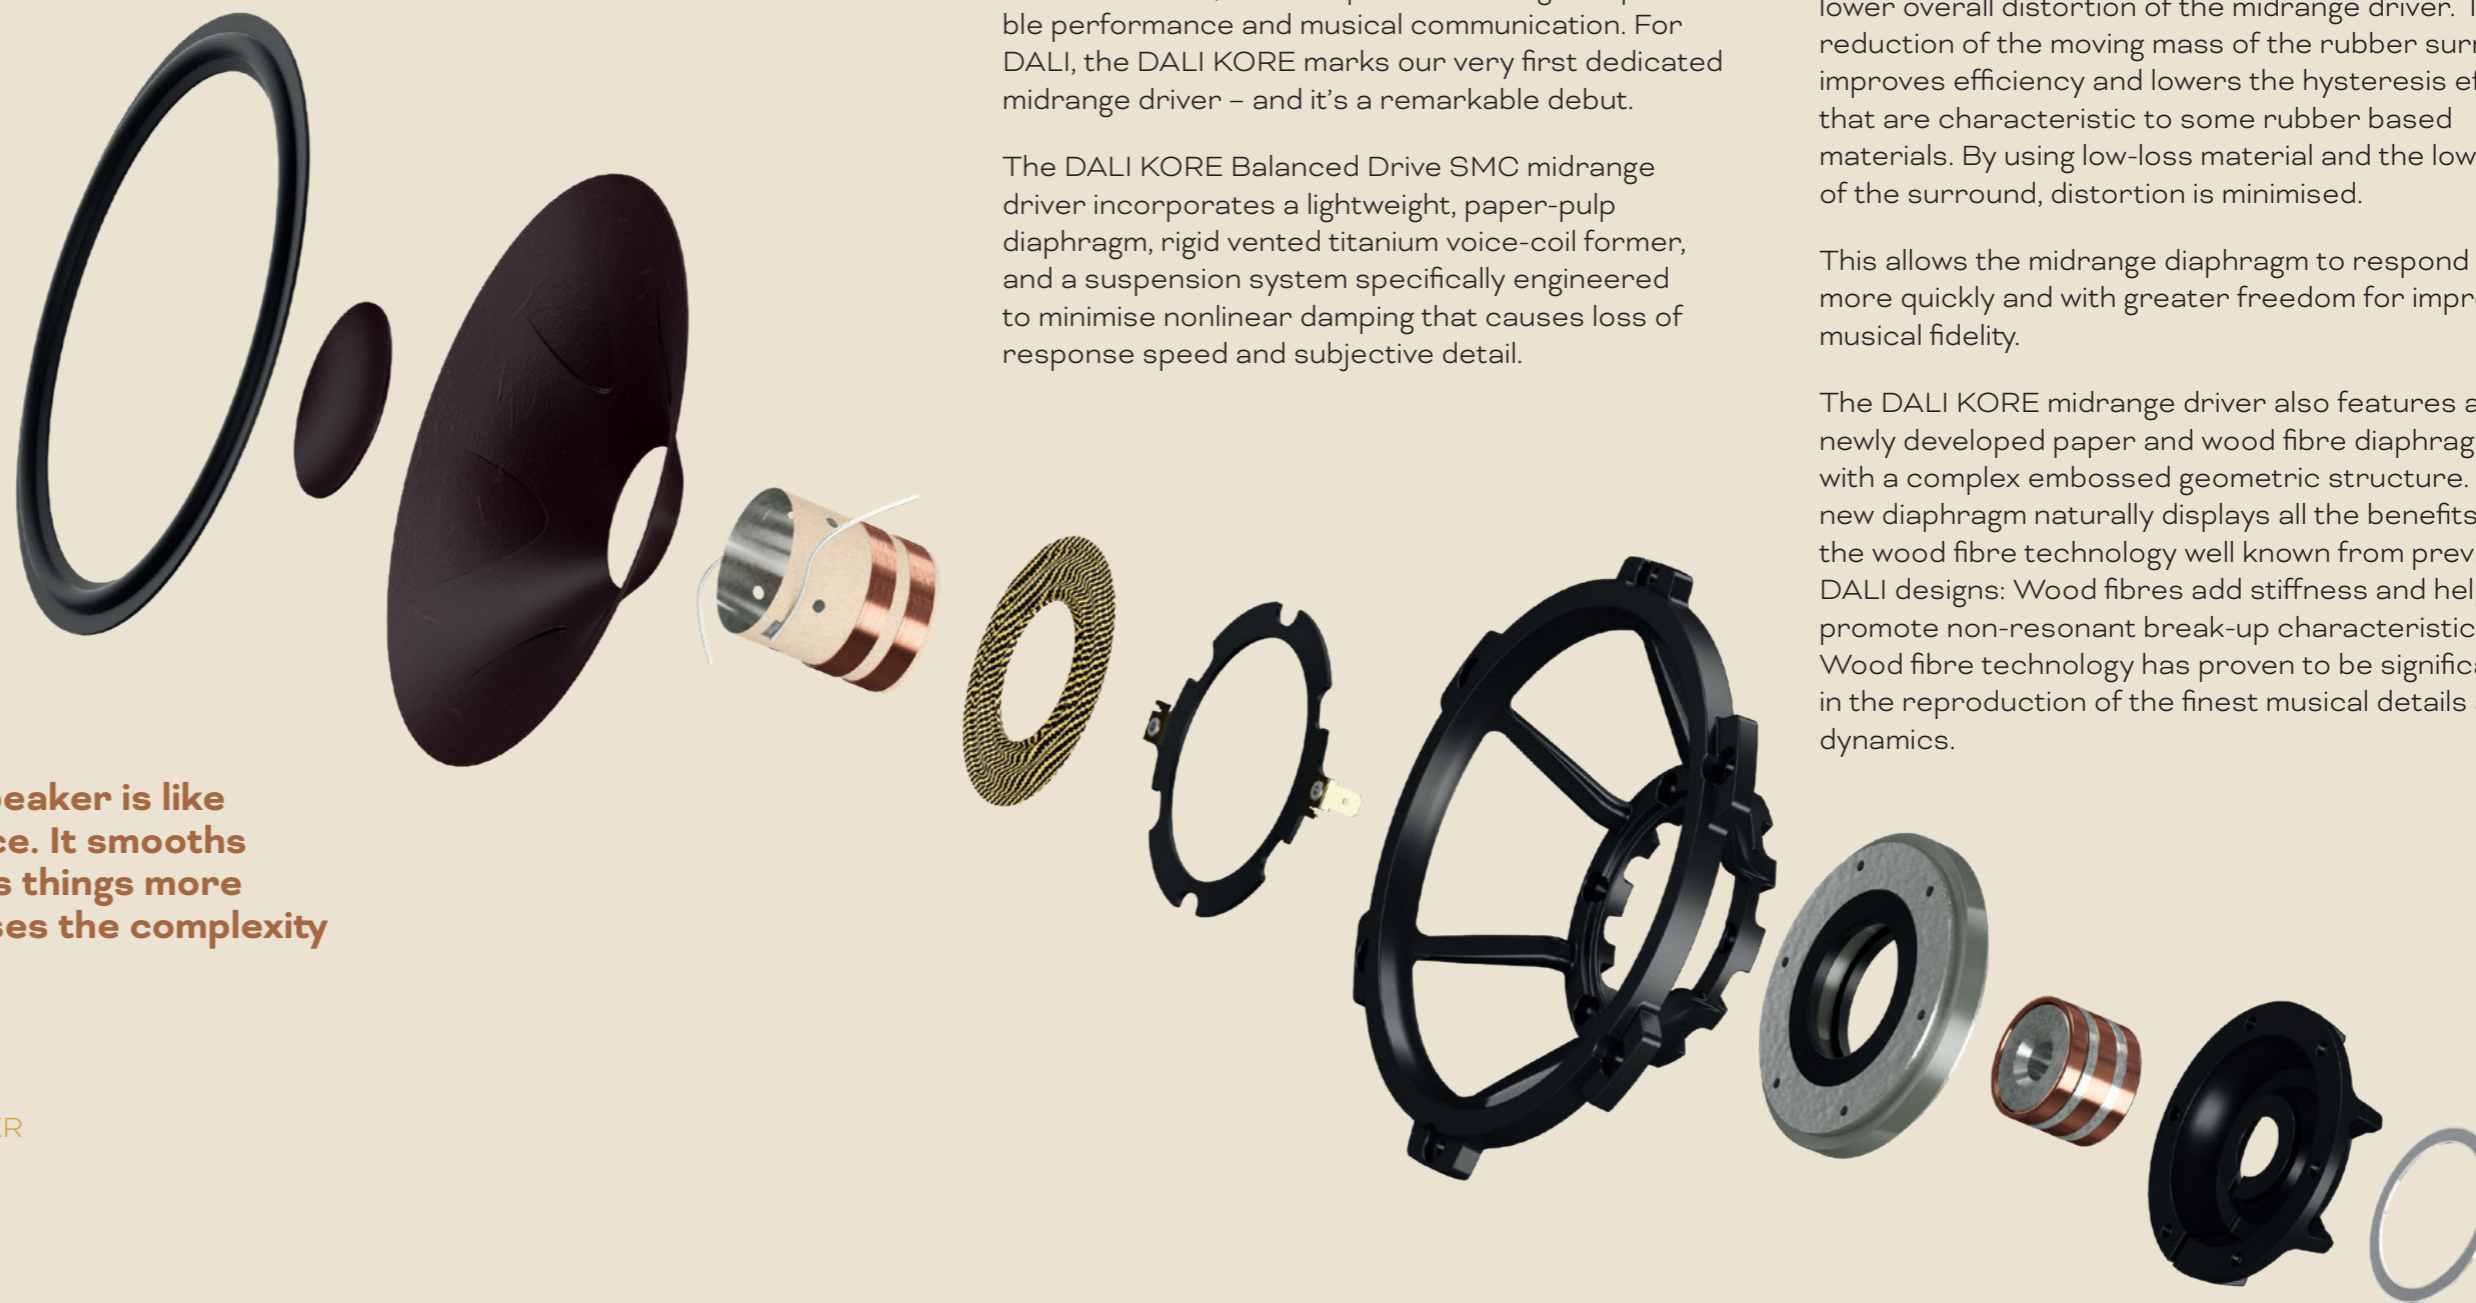 ble performance and musical communication. For
DALI, the DALI KORE marks our very first dedicated
midrange driver – and it's a remarkable debut.
The DALI KORE Balanced Drive SMC midrange
driver incorporates a lightweight, paper-pulp
diaphragm, rigid vented titanium voice-coil former,
and a suspension system specifically engineered
to minimise nonlinear damping that causes loss of
response speed and subjective detail.
lower overall distortion of the midrange driver.
reduction of the moving mass of the rubber
improves efficiency and lowers the hysteresis
that are characteristic to some rubber based
materials. By using low-loss material and the low
of the surround, distortion is minimised.
This allows the midrange diaphragm to respond
more quickly and with greater freedom for
musical fidelity.
The DALI KORE midrange driver also features a
newly developed paper and wood fibre
with a complex embossed geometric structure.
new diaphragm naturally displays all the benefits
the wood fibre technology well known from
DALI designs: Wood fibres add stiffness and
promote non-resonant break-up
Wood fibre technology has proven to be
in the reproduction of the finest musical details
dynamics.
is like
It smooths
things more
the complexity